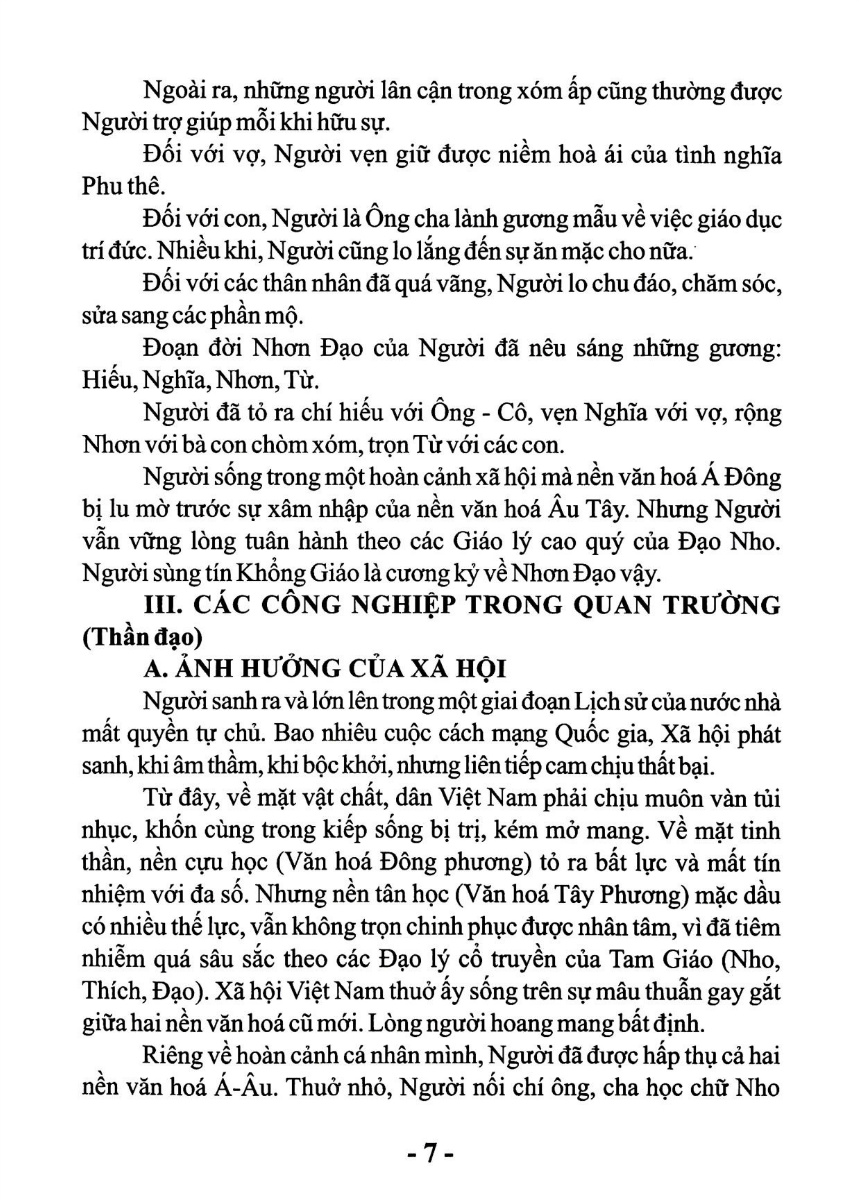 Ngoài ra, những người lân cận trong xóm ấp cũng thường được
Người trợ giúp mỗi khi hữu sự.
Đối với vợ, Người vẹn giữ được niềm hoà ái của tình nghĩa
Phu thê.
Đối với con, Người là Ông cha lành gương mẫu về việc giáo dục
trí đức. Nhiều khi, Người cũng lo lắng đến sự ăn mặc cho nữa.
Đối với các thân nhân đã quá vãng, Người lo chu đáo, chăm sóc,
sửa sang các phần mộ.
Đoạn đời Nhơn Đạo của Người đã nêu sáng những gương:
Hiếu, Nghĩa, Nhơn, Từ.
Người đã tỏ ra chí hiếu với Ông - Cô, vẹn Nghĩa với vợ, rộng
Nhơn với bà con chòm xóm, trọn Từ với các con.
Người sống trong một hoàn cảnh xã hội mà nền văn hoá Á Đông
bị lu mờ trước sự xâm nhập của nền văn hoá Âu Tây. Nhưng Người
vẫn vững lòng tuân hành theo các Giáo lý cao quý của Đạo Nho.
Người sùng tín Khổng Giáo là cương kỷ về Nhơn Đạo vậy.
III. CÁC CÔNG NGHIỆP TRONG QUAN TRƯỜNG
(Thần đạo)
A. ẢNH HƯỞNG CỦA XÃ HỘI
Người sanh ra và lớn lên trong một giai đoạn Lịch sử của nước nhà
mất quyền tự chủ. Bao nhiêu cuộc cách mạng Quốc gia, Xã hội phát
sanh, khi âm thầm, khi bộc khởi, nhưng liên tiếp cam chịu thất bại.
Từ đây, về mặt vật chất, dân Việt Nam phải chịu muôn vàn tủi
nhục, khốn cùng trong kiếp sống bị trị, kém mở mang. Về mặt tinh
thần, nền cựu học (Văn hoá Đông phương) tỏ ra bất lực và mất tín
nhiệm với đa số. Nhưng nền tân học (Văn hoá Tây Phương) mặc dầu
có nhiều thế lực, vẫn không trọn chinh phục được nhân tâm, vì đã tiêm
nhiễm quá sâu sắc theo các Đạo lý cổ truyền của Tam Giáo (Nho,
Thích, Đạo). Xã hội Việt Nam thuở ấy sống trên sự mâu thuẫn gay gắt
giữa hai nền văn hoá cũ mới. Lòng người hoang mang bất định.
Riêng về hoàn cảnh cá nhân mình, Người đã được hấp thụ cả hai
nền văn hoá Á-Âu. Thuở nhỏ, Người nối chí ông, cha học chữ Nho
- 7 -